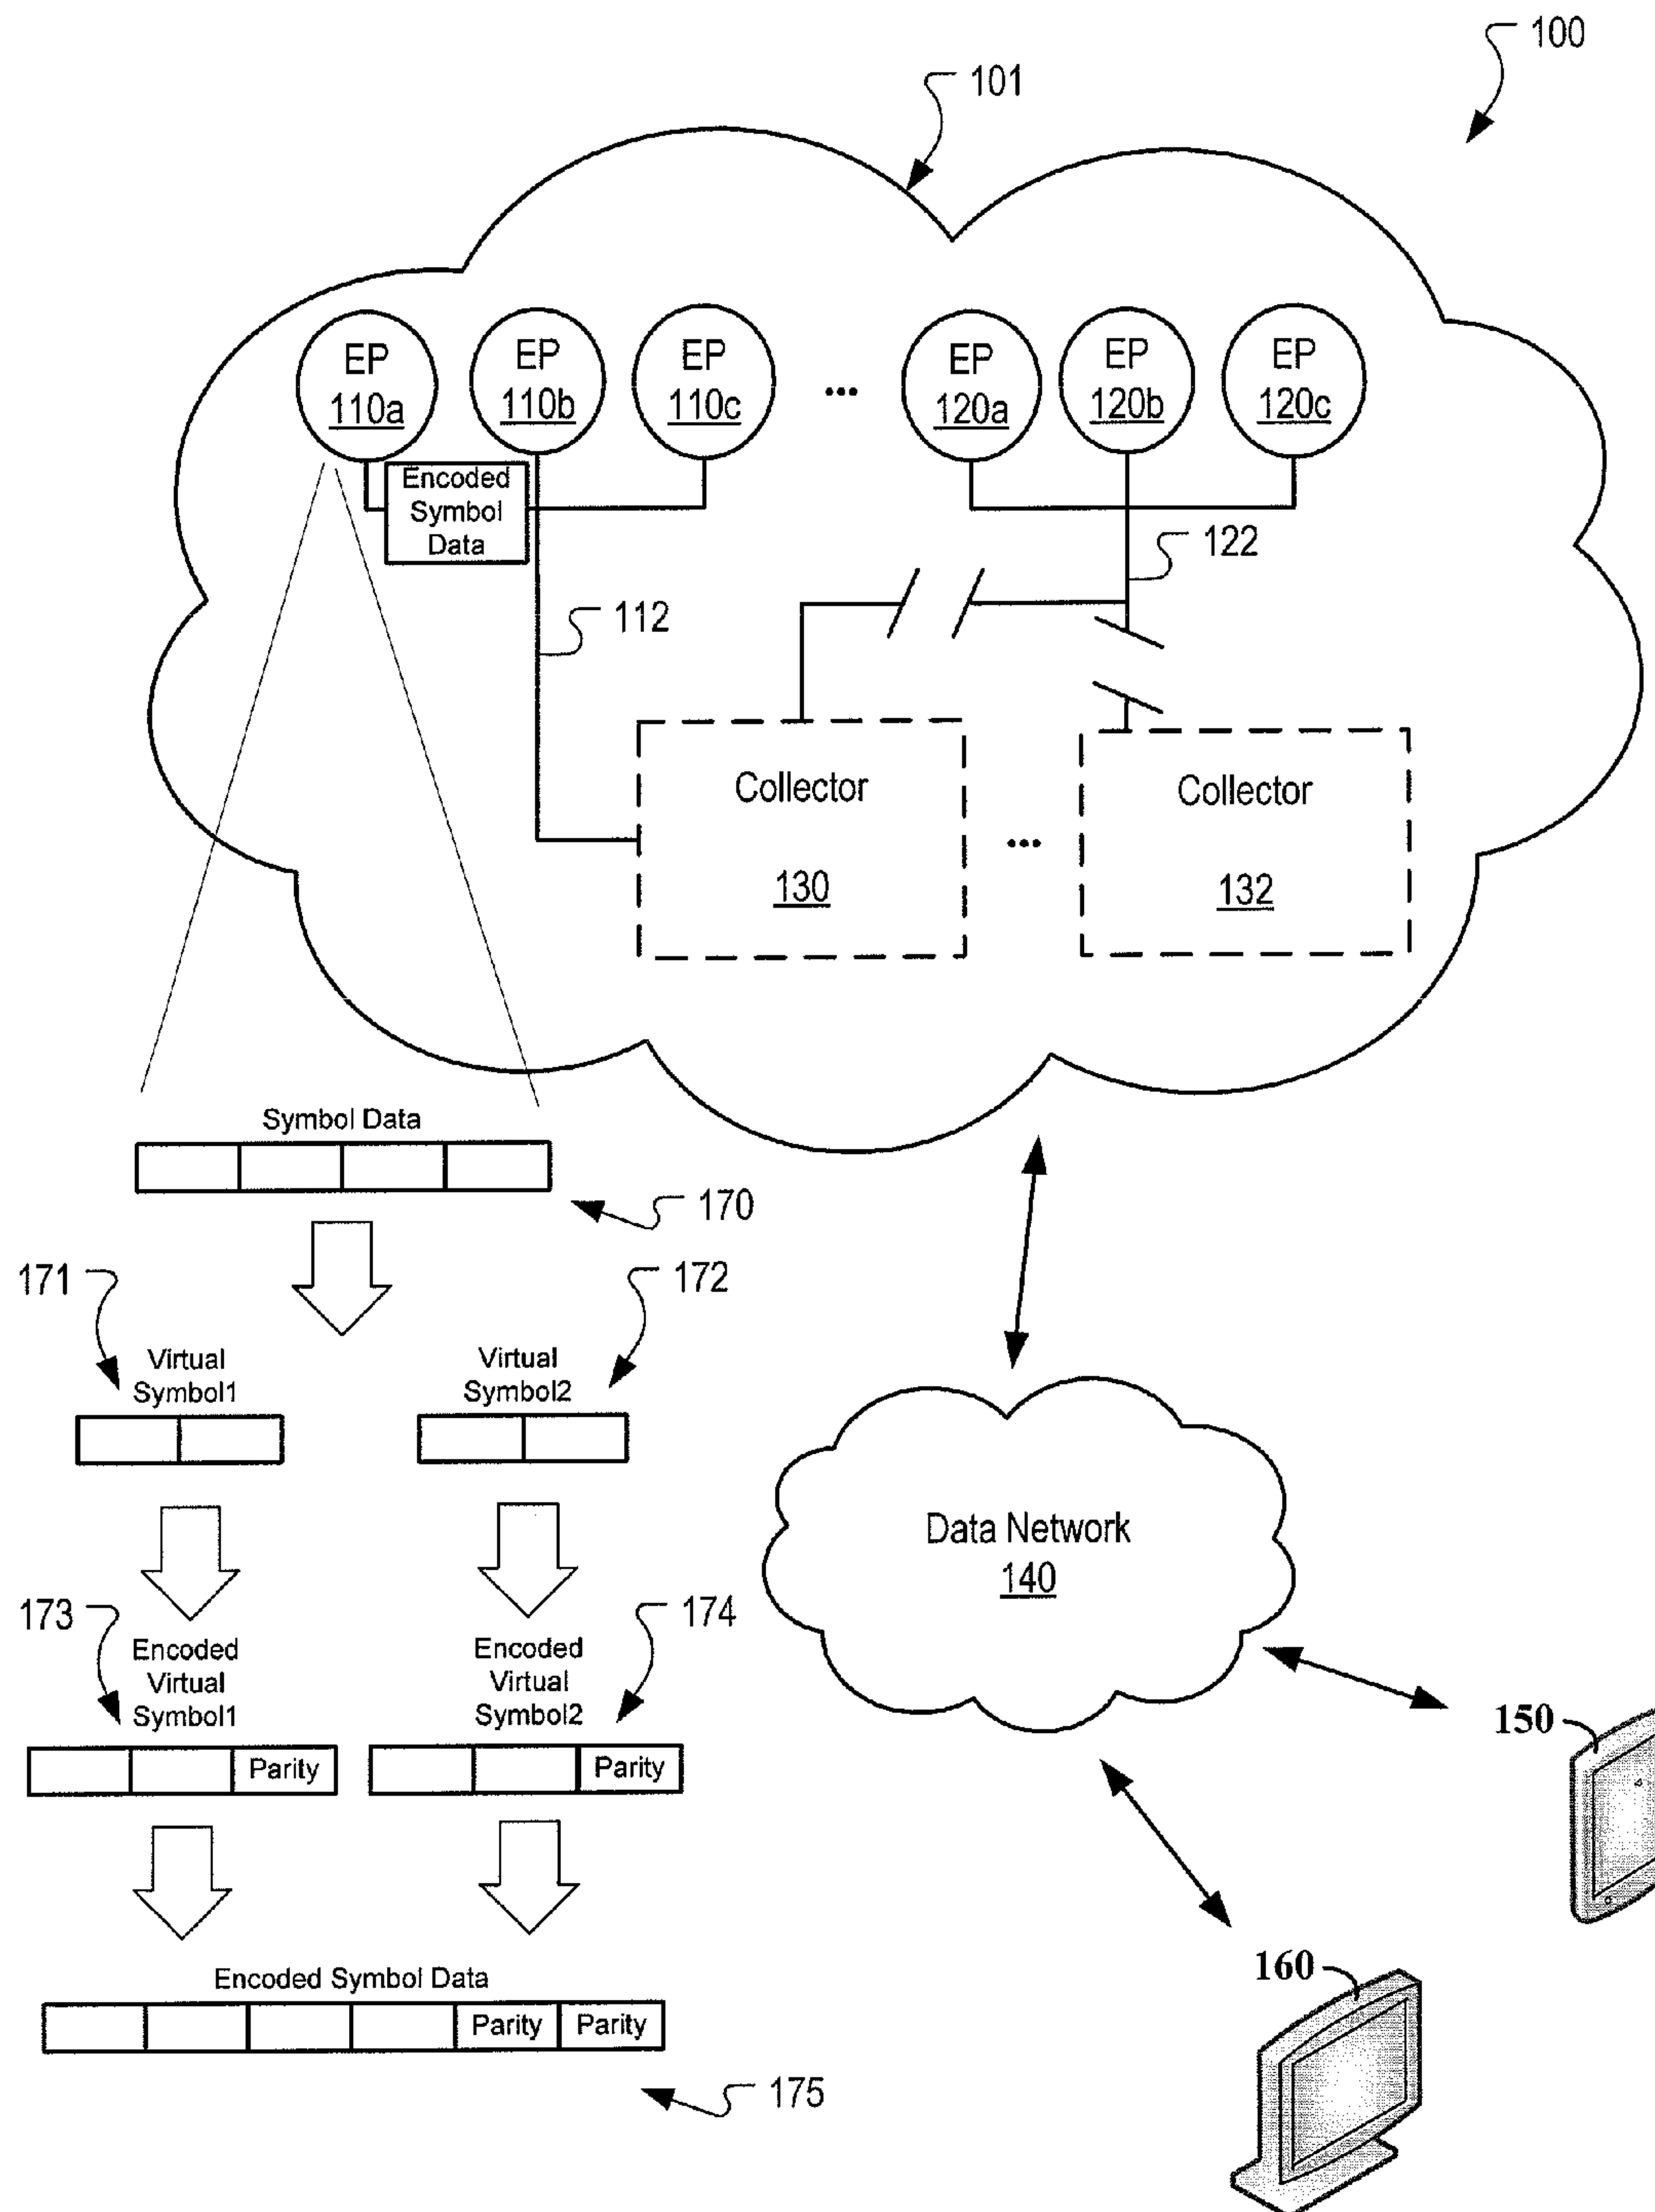 100
101
EP
110a
EP
110b
EP
110c
...
EP
120a
EP
120b
EP
120c
Encoded
Symbol
Data
122
112
Collector
130
...
Collector
132
Symbol Data
170
171
172
Virtual
Symbol1
Virtual
Symbol2
173
174
Encoded
Virtual
Symbol1
Encoded
Virtual
Symbol2
Parity
Parity
Encoded Symbol Data
Parity
Parity
175
Data Network
140
150
160